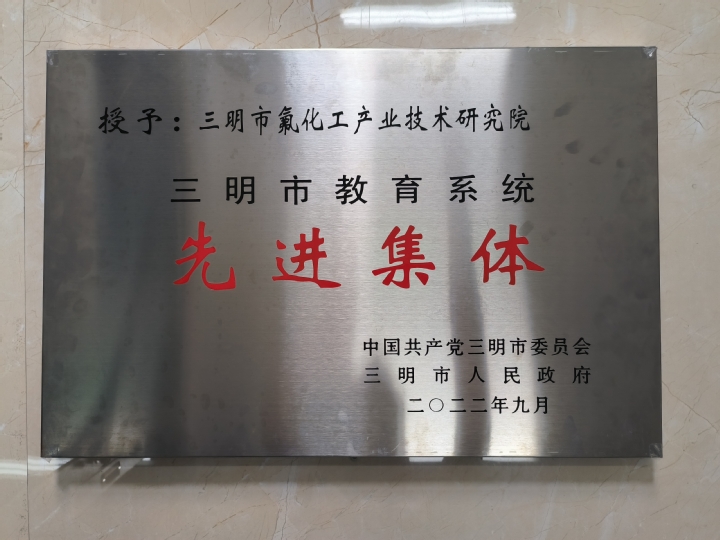 授予：三明市氟化工产业技术研究院
三明市教育系统
先进集体
中国共产党三明市委员会
三明市人民政府
二〇二二年九月